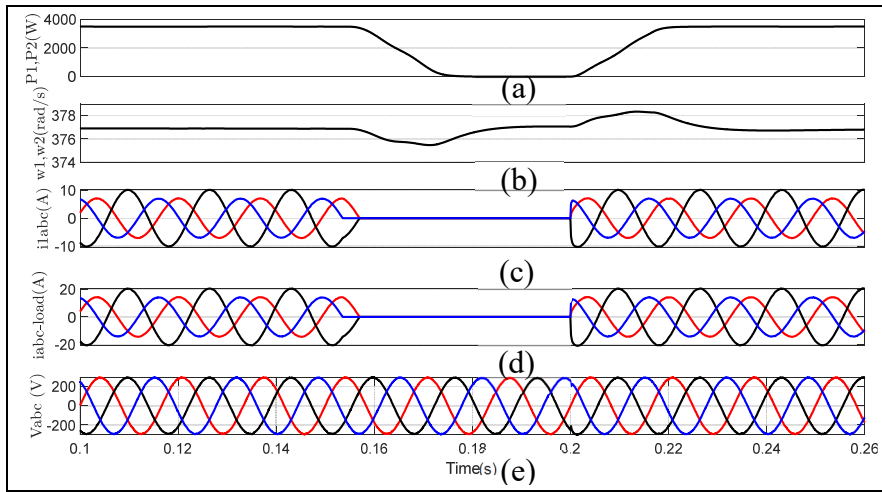 P1,P2(W)
4000
2000
0
(a)
w1,w2(rad/s)
378
376
374
(b)
i1abc(A)
10
0
-10
(c)
iabc-load(A)
20
0
-20
(d)
Vabc (V)
200
0
-200
0.1 0.12 0.14 0.16 0.18 0.2 0.22 0.24 0.26
Time(s)
(e)